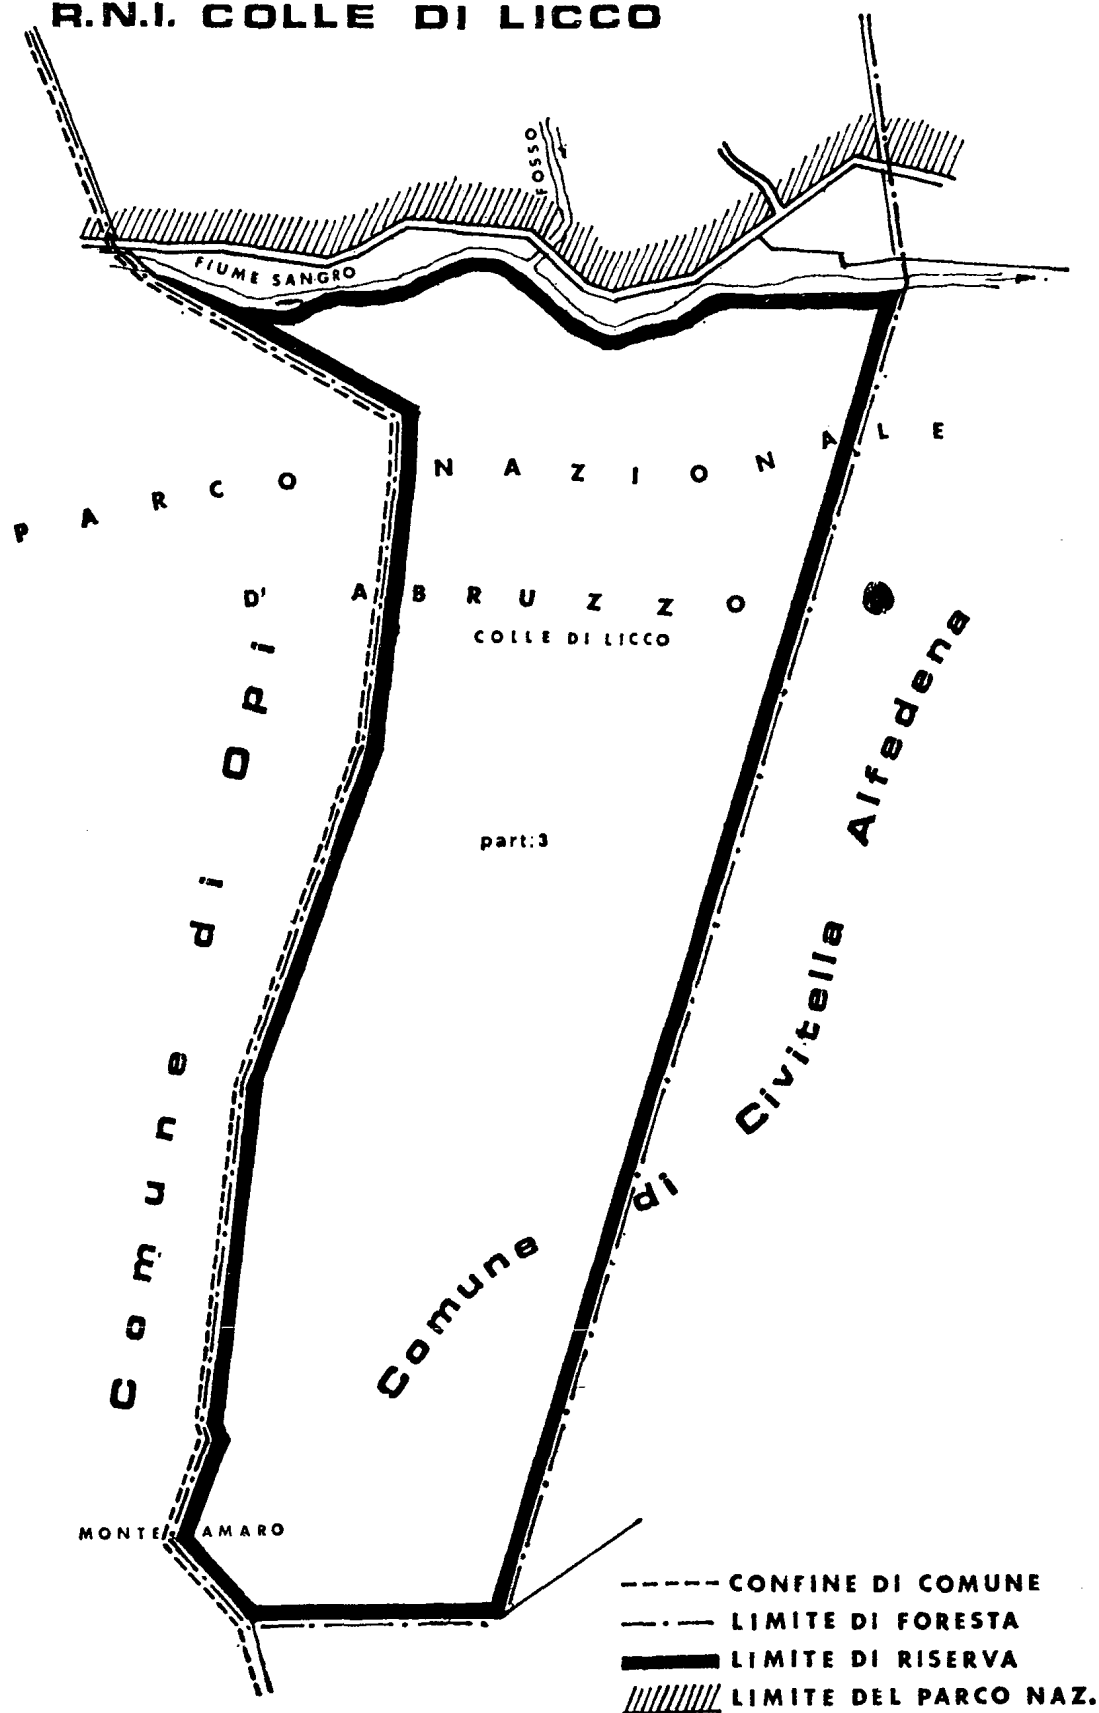 R.N.I. COLLE DI LICCO
FOSSO
FIUME SANGRO
PARCO NAZIONALE
D' ABRUZZO
COLLE DI LICCO
Comune di Opi
part:3
Comune di Civitella Alfedena
MONTE AMARO
CONFINE DI COMUNE
LIMITE DI FORESTA
LIMITE DI RISERVA
LIMITE DEL PARCO NAZ.